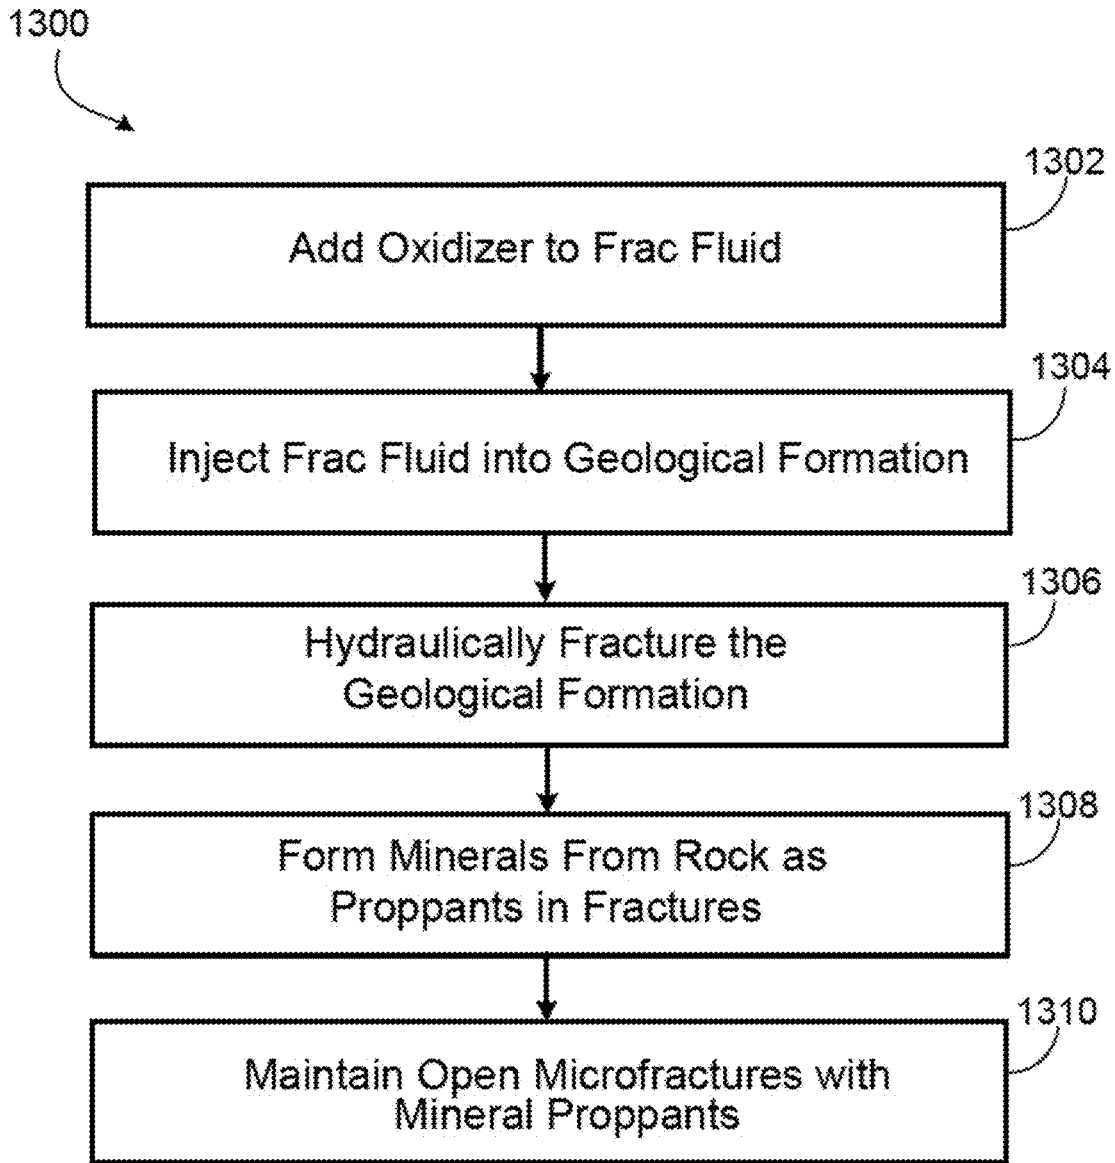 1300
1302
Add Oxidizer to Frac Fluid
1304
Inject Frac Fluid into Geological Formation
1306
Hydraulically Fracture the
Geological Formation
1308
Form Minerals From Rock as
Proppants in Fractures
1310
Maintain Open Microfractures with
Mineral Proppants